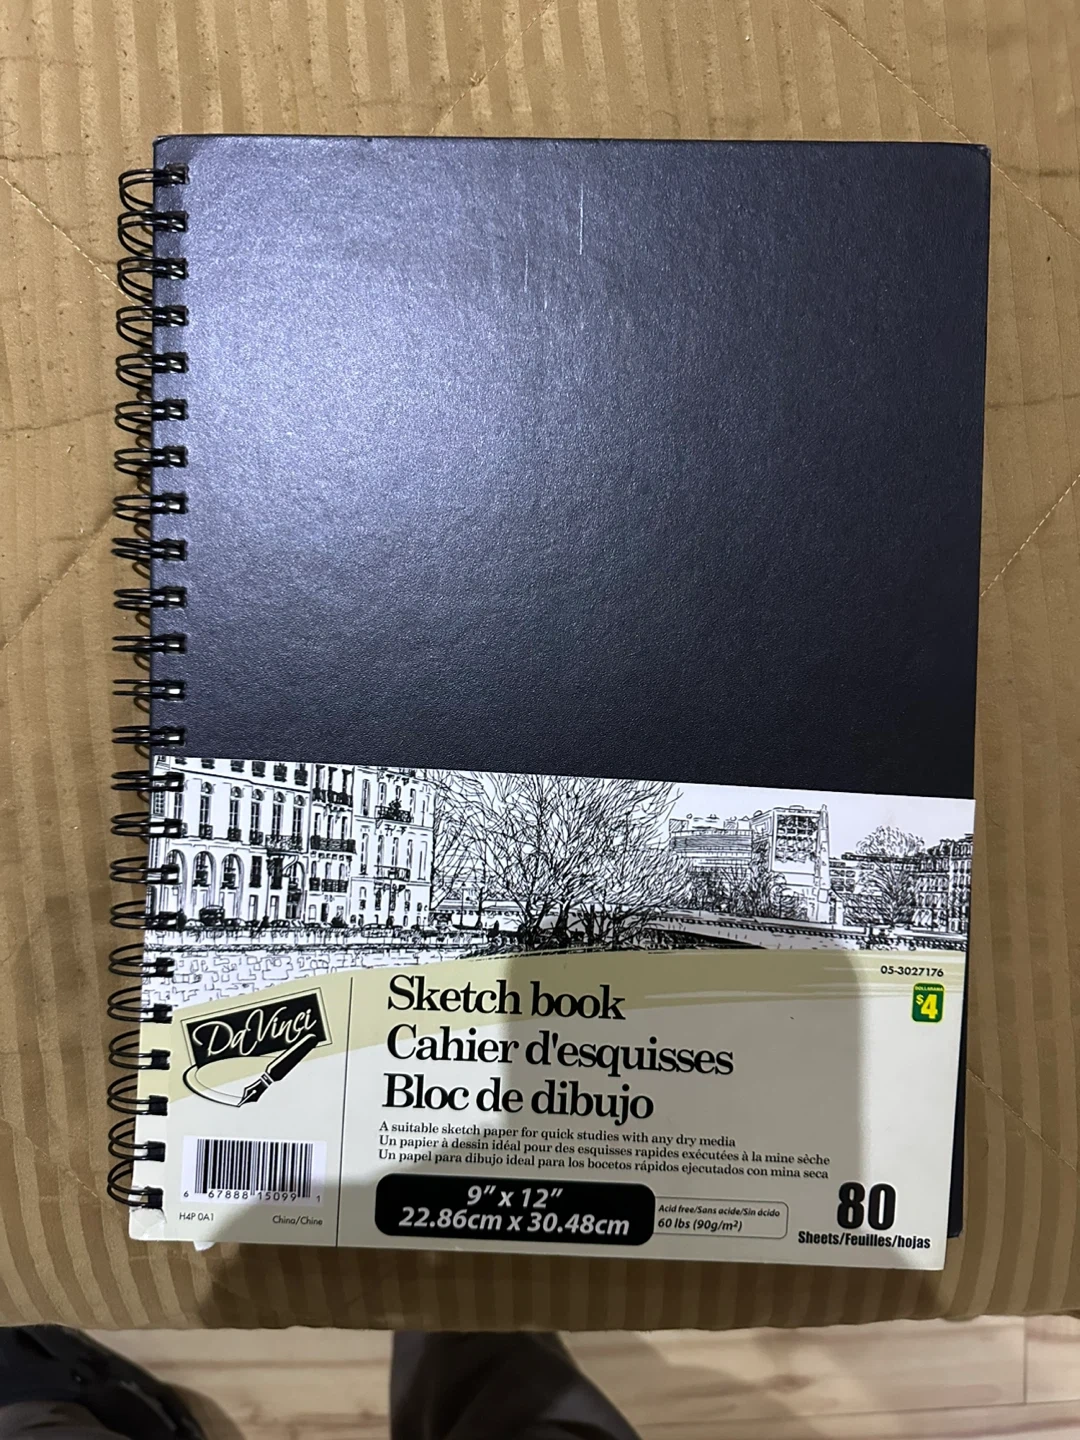 05-3027176
DOLLARAMA
$4
DaVinci
Sketch book
Cahier d'esquisses
Bloc de dibujo
A suitable sketch paper for quick studies with any dry media
Un papier à dessin idéal pour des esquisses rapides exécutées à la mine sèche
Un papel para dibujo ideal para los bocetos rápidos ejecutados con mina seca
6 67888 15099 1
H4P 0A1 China/Chine
9" x 12"
22.86cm x 30.48cm
Acid free/Sans acide/Sin ácido
60 lbs (90g/m²)
80
Sheets/Feuilles/hojas